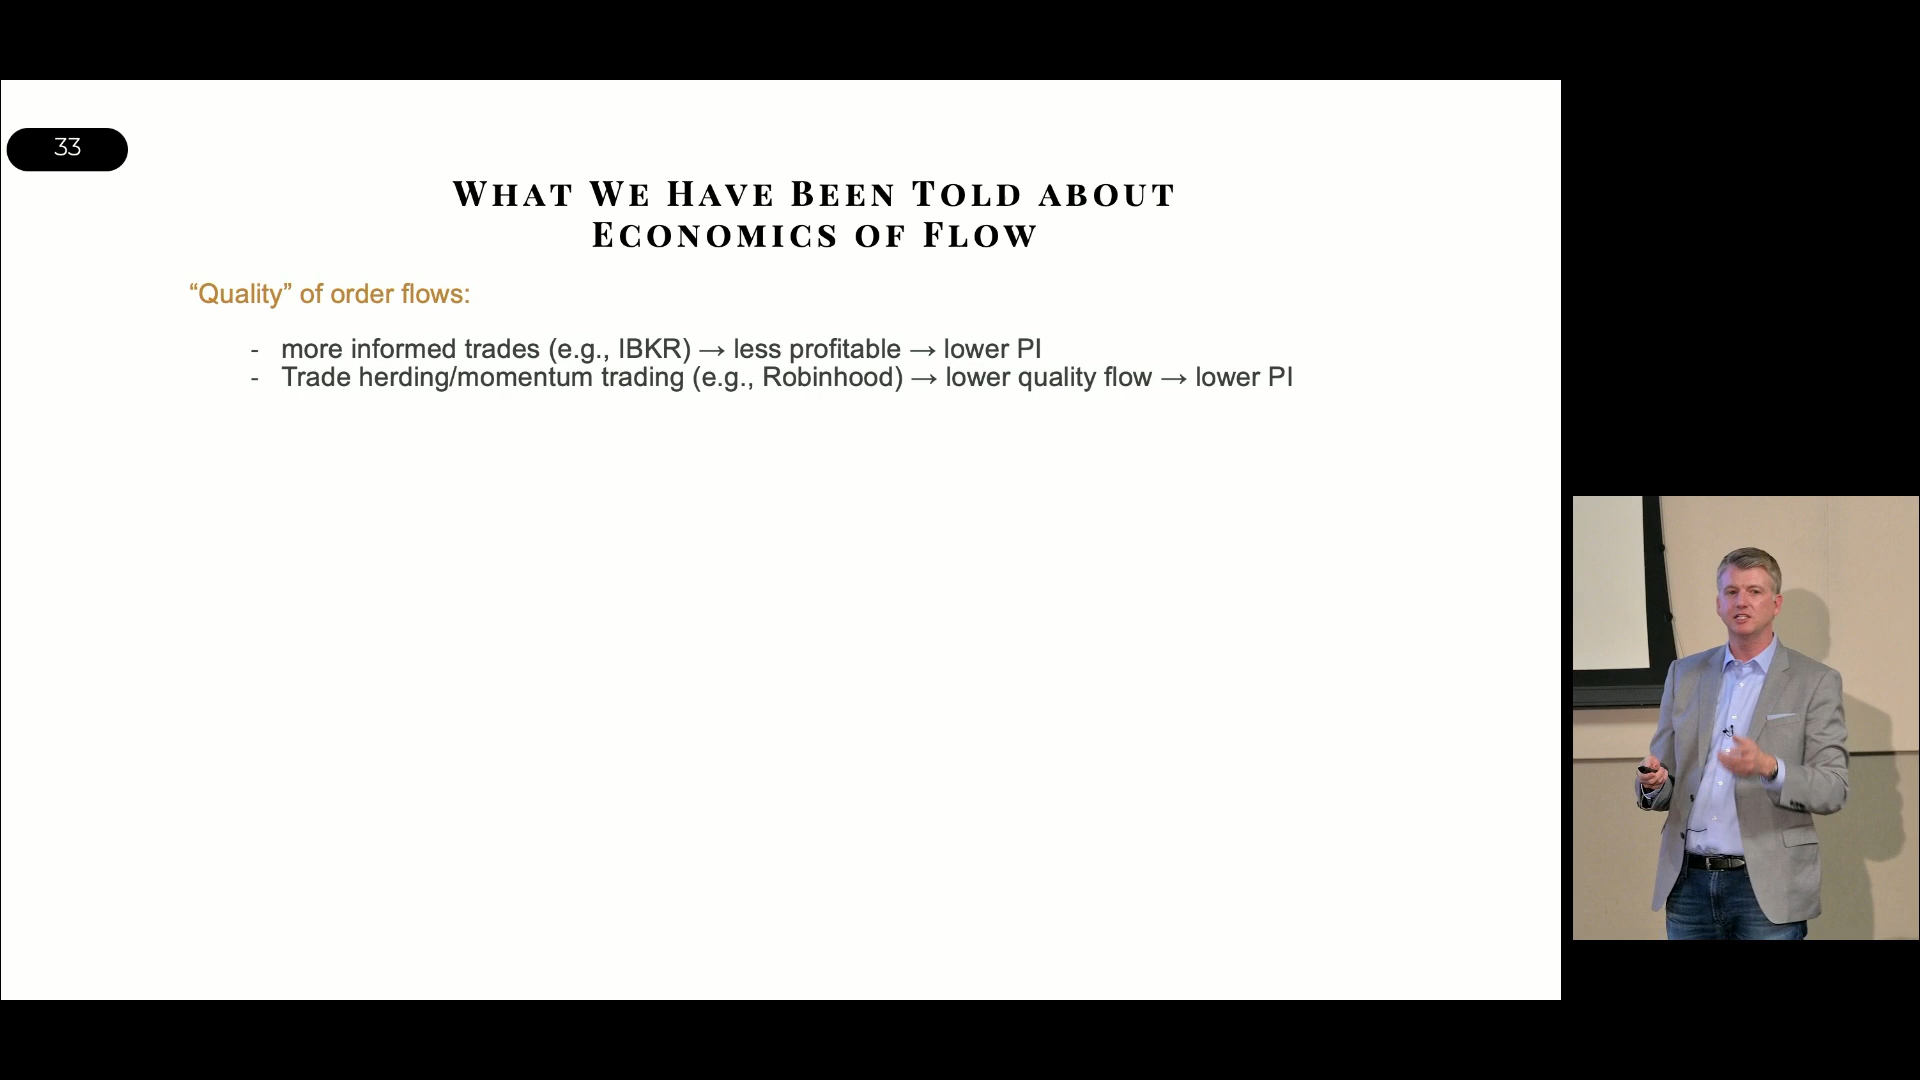 33
What We Have Been Told about
Economics of Flow
“Quality” of order flows:
- more informed trades (e.g., IBKR) → less profitable → lower PI
- Trade herding/momentum trading (e.g., Robinhood) → lower quality flow → lower PI